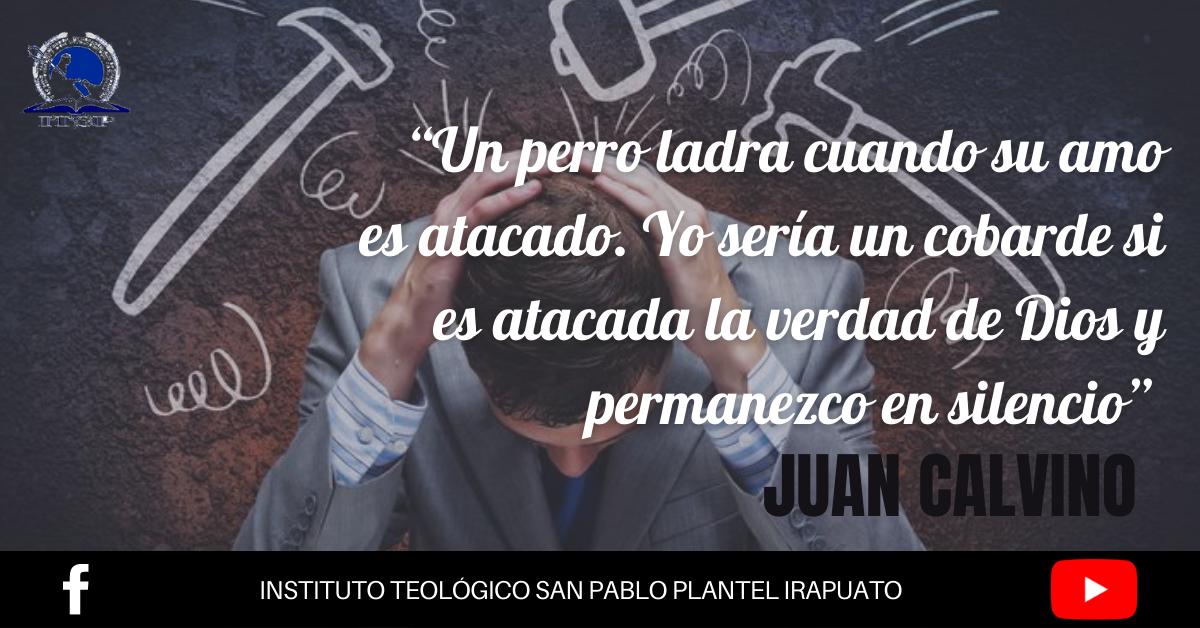 ITSP
“Un perro ladra cuando su amo
es atacado. Yo sería un cobarde si
es atacada la verdad de Dios y
permanezco en silencio”
JUAN CALVINO
INSTITUTO TEOLÓGICO SAN PABLO PLANTEL IRAPUATO